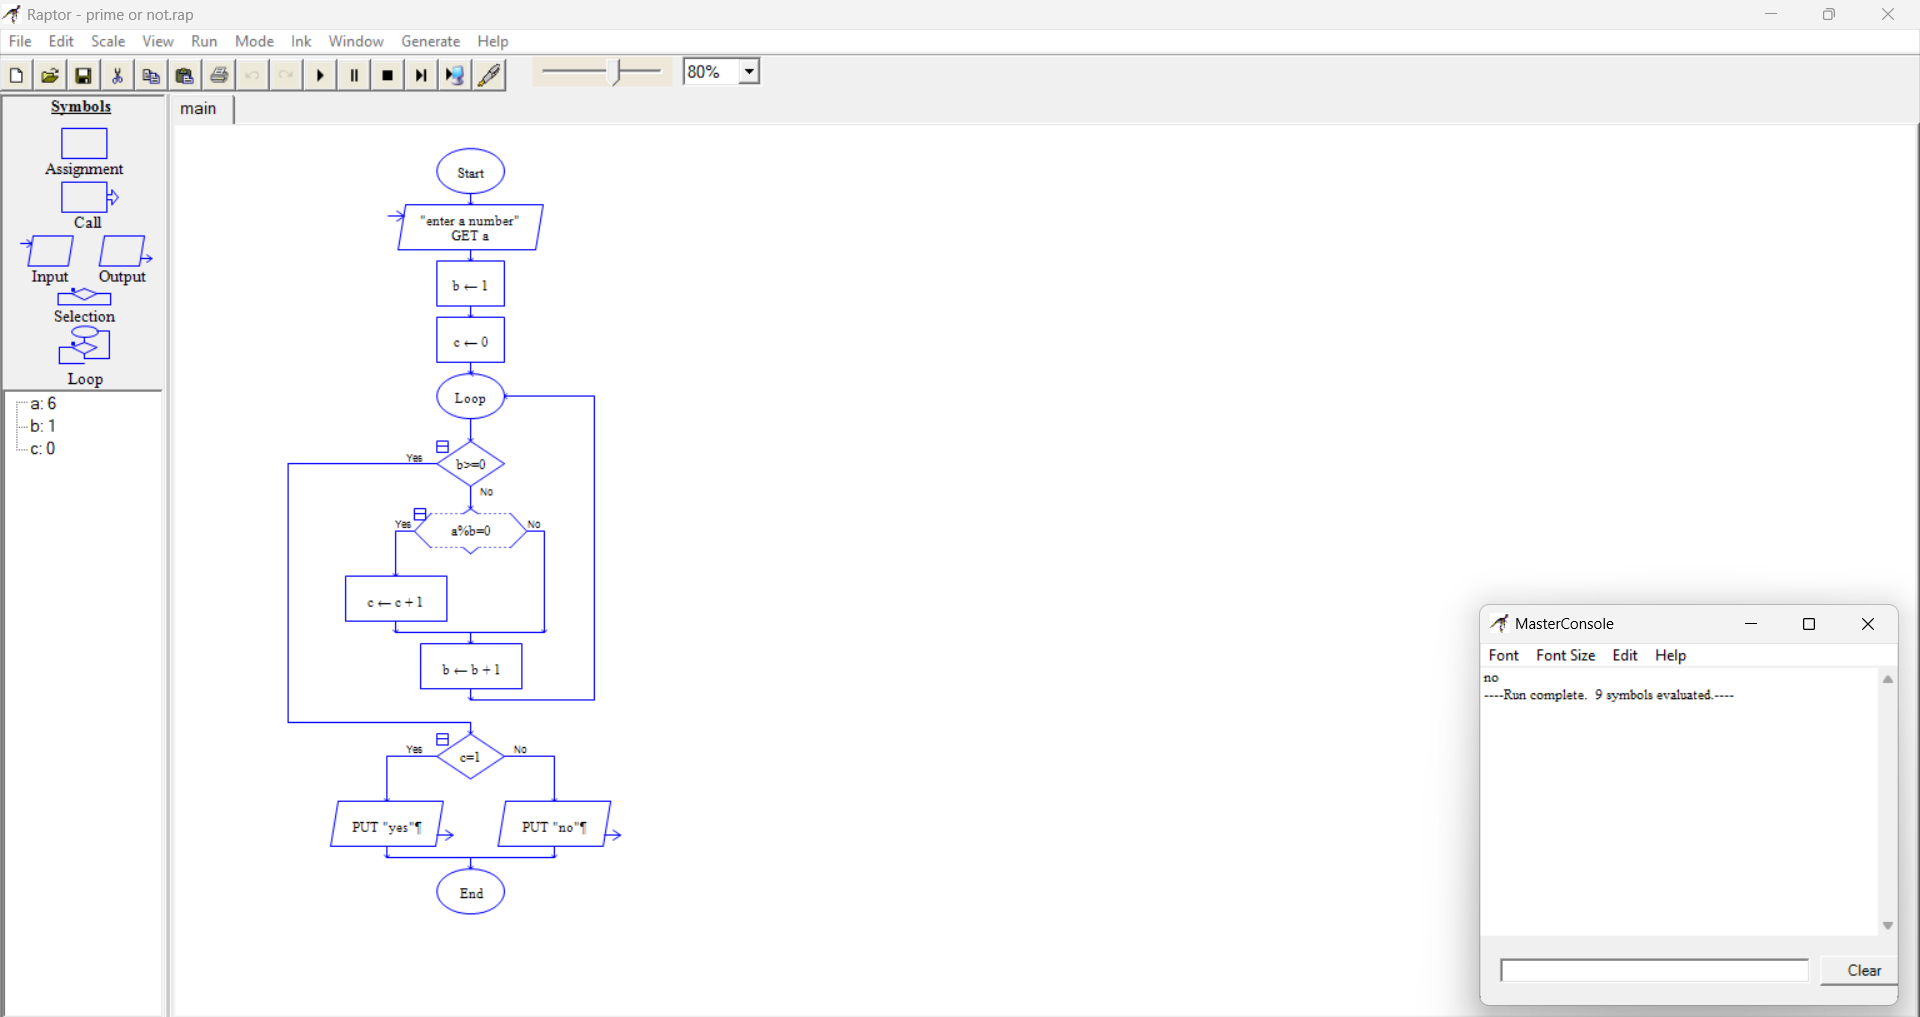 Raptor - prime or not.rap
File Edit Scale View Run Mode Ink Window Generate Help
80%
Symbols
Assignment
Call
Input Output
Selection
Loop
a: 6
b: 1
c: 0
main
Start
"enter a number"
GET a
b ← 1
c ← 0
Loop
b>=0
Yes
No
a%b=0
Yes
No
c ← c + 1
b ← b + 1
c=1
Yes
No
PUT "yes"¶
PUT "no"¶
End
MasterConsole
Font Font Size Edit Help
no
----Run complete. 9 symbols evaluated.----
Clear